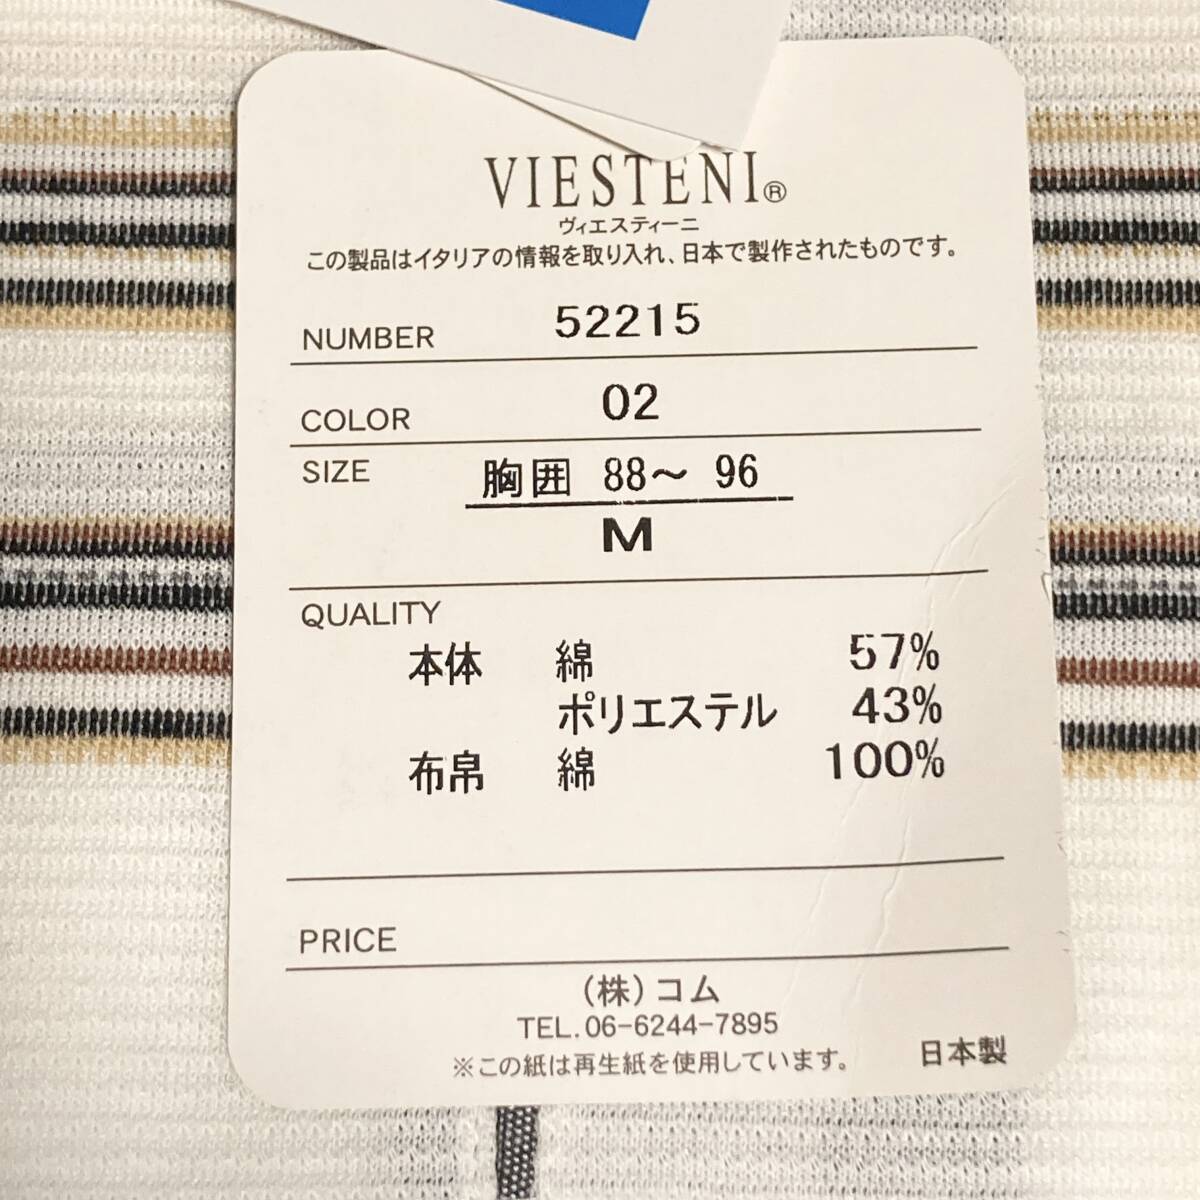 VIESTENI®
ヴィエスティーニ
この製品はイタリアの情報を取り入れ、日本で製作されたものです。
NUMBER 52215
COLOR 02
SIZE 胸囲 88～ 96
M
QUALITY
本体 綿 57%
ポリエステル 43%
布帛 綿 100%
PRICE
(株)コム
TEL.06-6244-7895
※この紙は再生紙を使用しています。
日本製